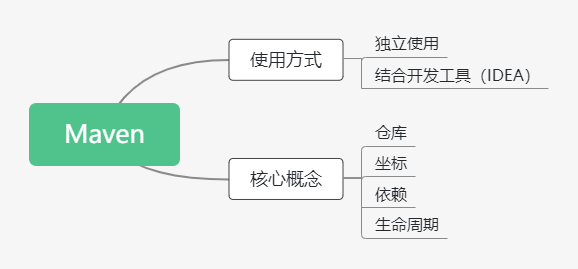 Maven
使用方式
独立使用
结合开发工具（IDEA）
核心概念
仓库
坐标
依赖
生命周期